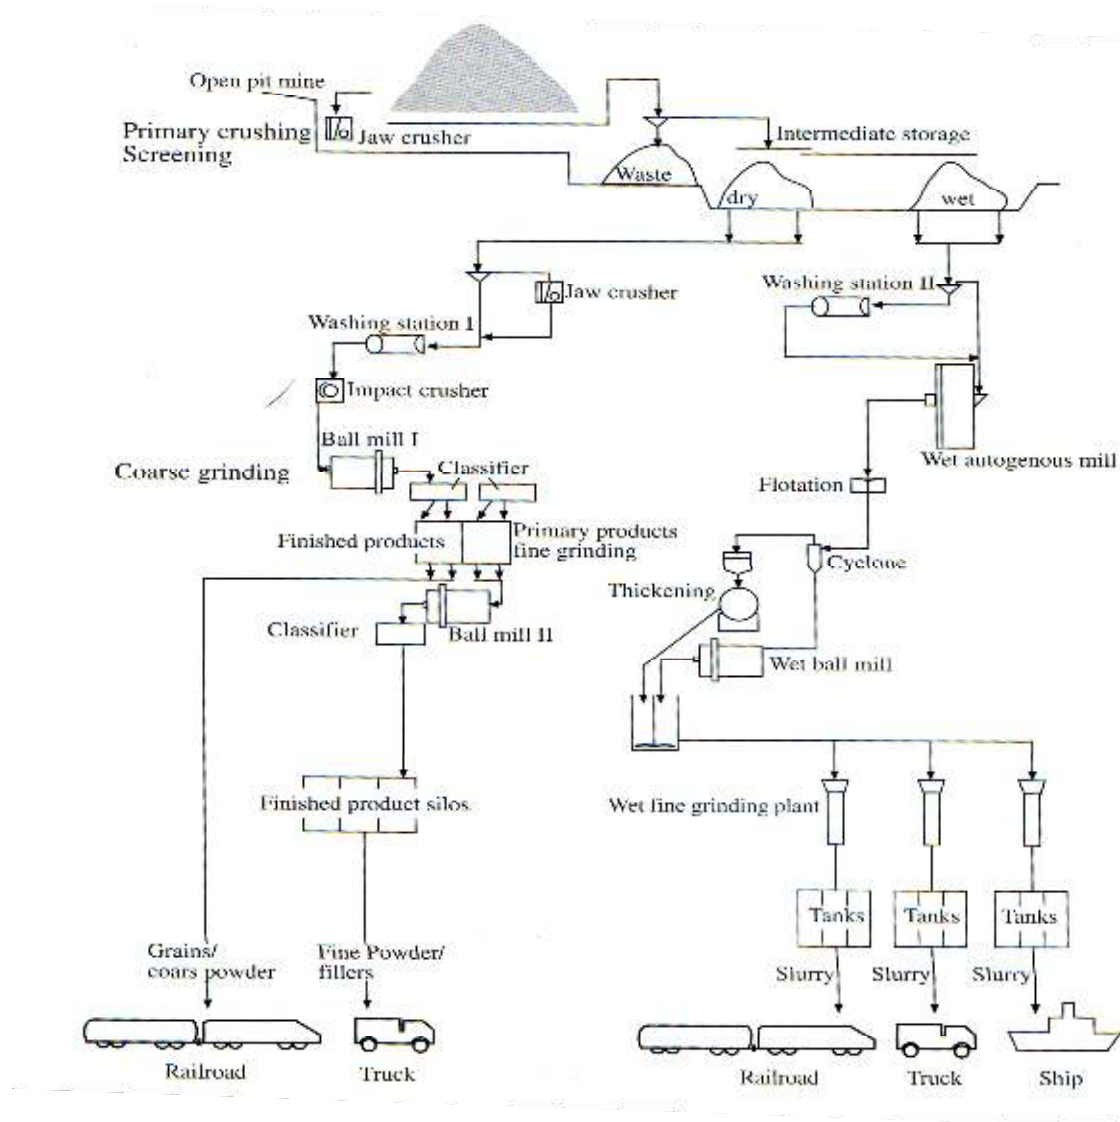 Open pit mine
Primary crushing
Screening
Jaw crusher
Intermediate storage
Waste
dry
wet
Jaw crusher
Washing station II
Washing station I
Impact crusher
Ball mill I
Coarse grinding
Classifier
Wet autogenous mill
Flotation
Finished products
Primary products
fine grinding
Cyclone
Thickening
Classifier
Ball mill II
Wet ball mill
Finished product silos
Wet fine grinding plant
Tanks
Tanks
Tanks
Grains/
coars powder
Fine Powder/
fillers
Slurry
Slurry
Slurry
Railroad
Truck
Railroad
Truck
Ship